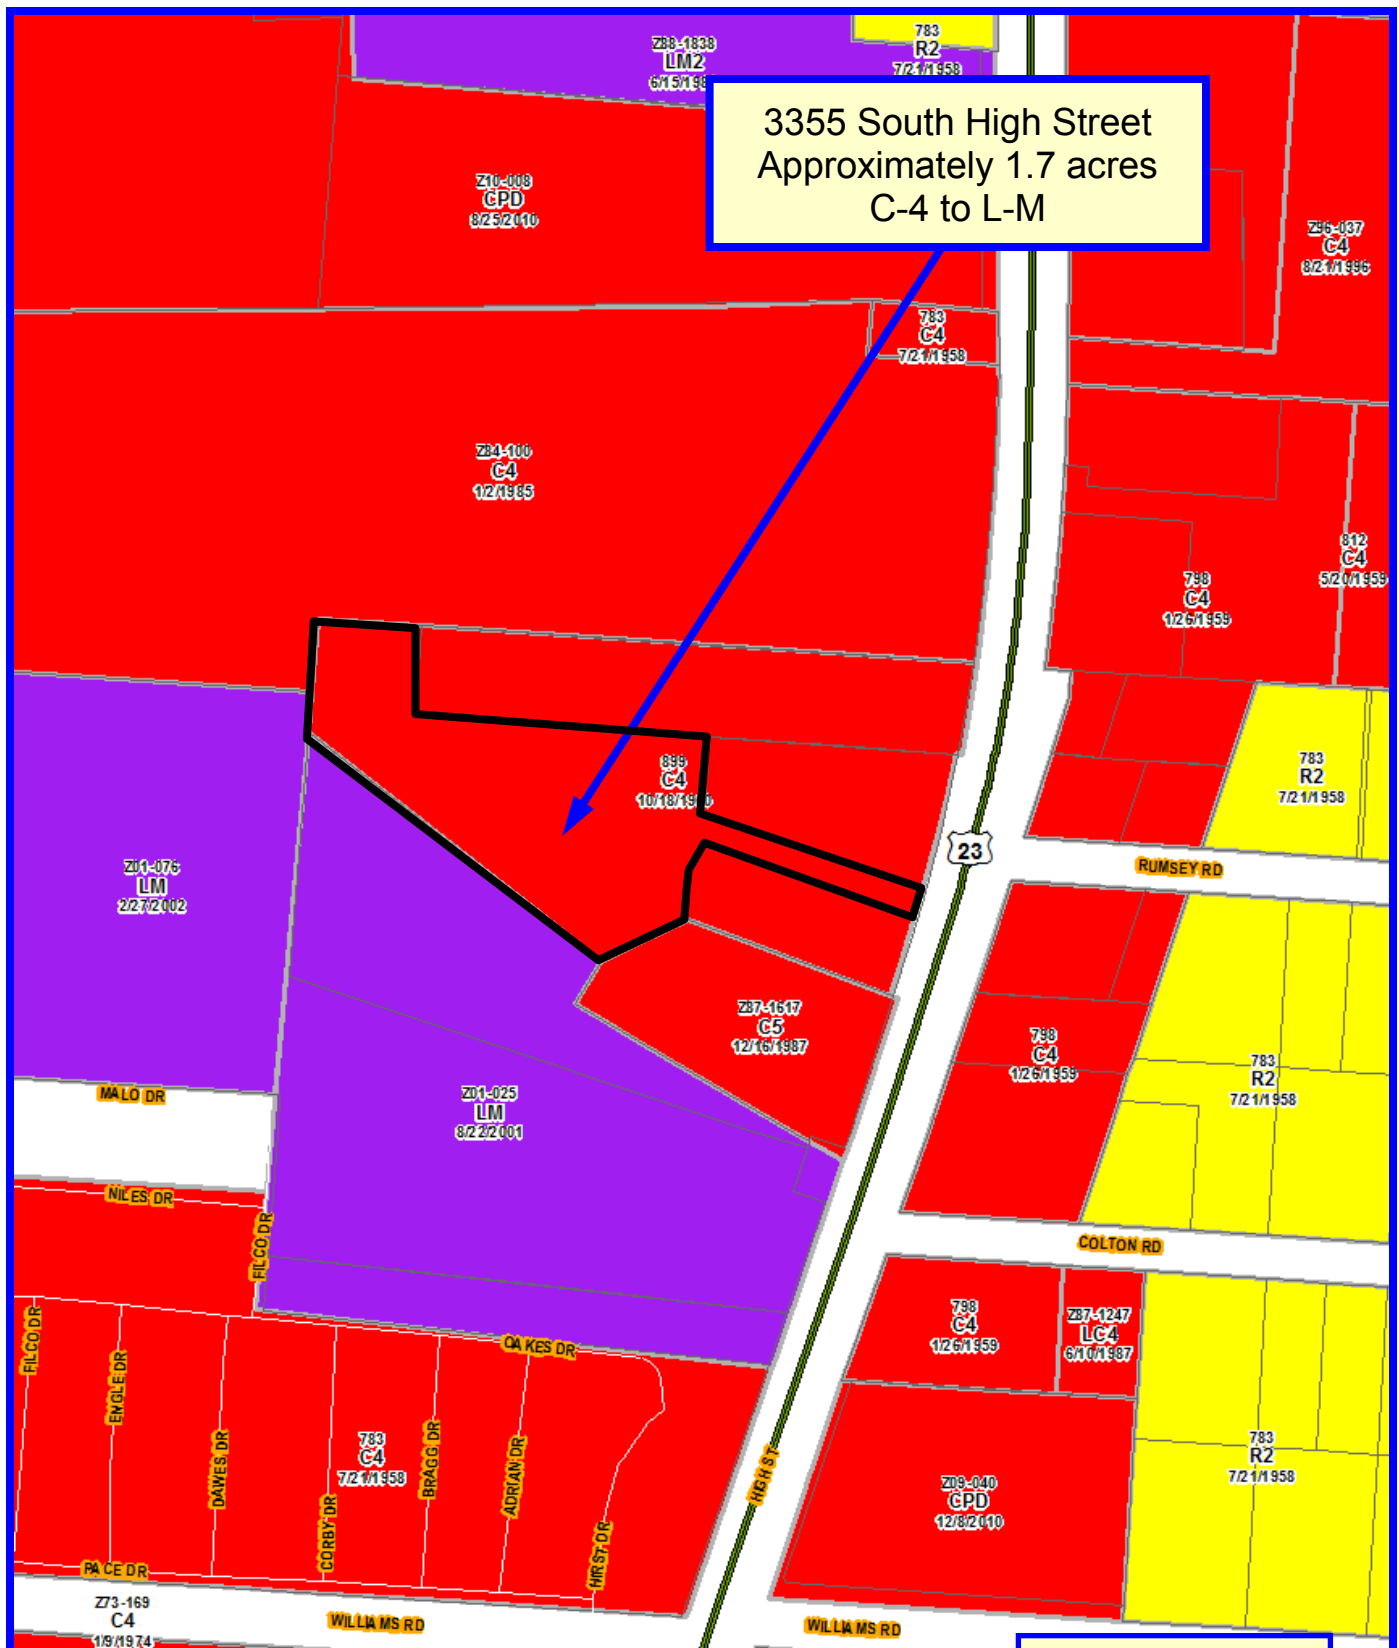 Z88-1838
LM2
783
R2
7/21/1958
3355 South High Street
Approximately 1.7 acres
C-4 to L-M
Z10-008
CPD
8/25/2010
Z96-037
C4
8/21/1996
783
C4
7/21/1958
Z84-100
C4
1/2/1985
812
C4
5/20/1959
798
C4
1/26/1959
899
C4
783
R2
7/21/1958
23
RUMSEY RD
Z01-076
LM
2/27/2002
Z87-1617
C5
12/16/1987
798
C4
1/26/1959
783
R2
7/21/1958
MALO DR
Z01-025
LM
8/22/2001
NILES DR
FILCO DR
COLTON RD
798
C4
1/26/1959
Z87-1247
LC4
6/10/1987
FILCO DR
ENGLE DR
DAWES DR
CORBY DR
783
C4
7/21/1958
BRAGG DR
ADRIAN DR
OAKES DR
HIRST DR
HIGH ST
783
R2
7/21/1958
Z09-040
CPD
12/8/2010
PACE DR
Z73-169
C4
1/9/1974
WILLIAMS RD
WILLIAMS RD